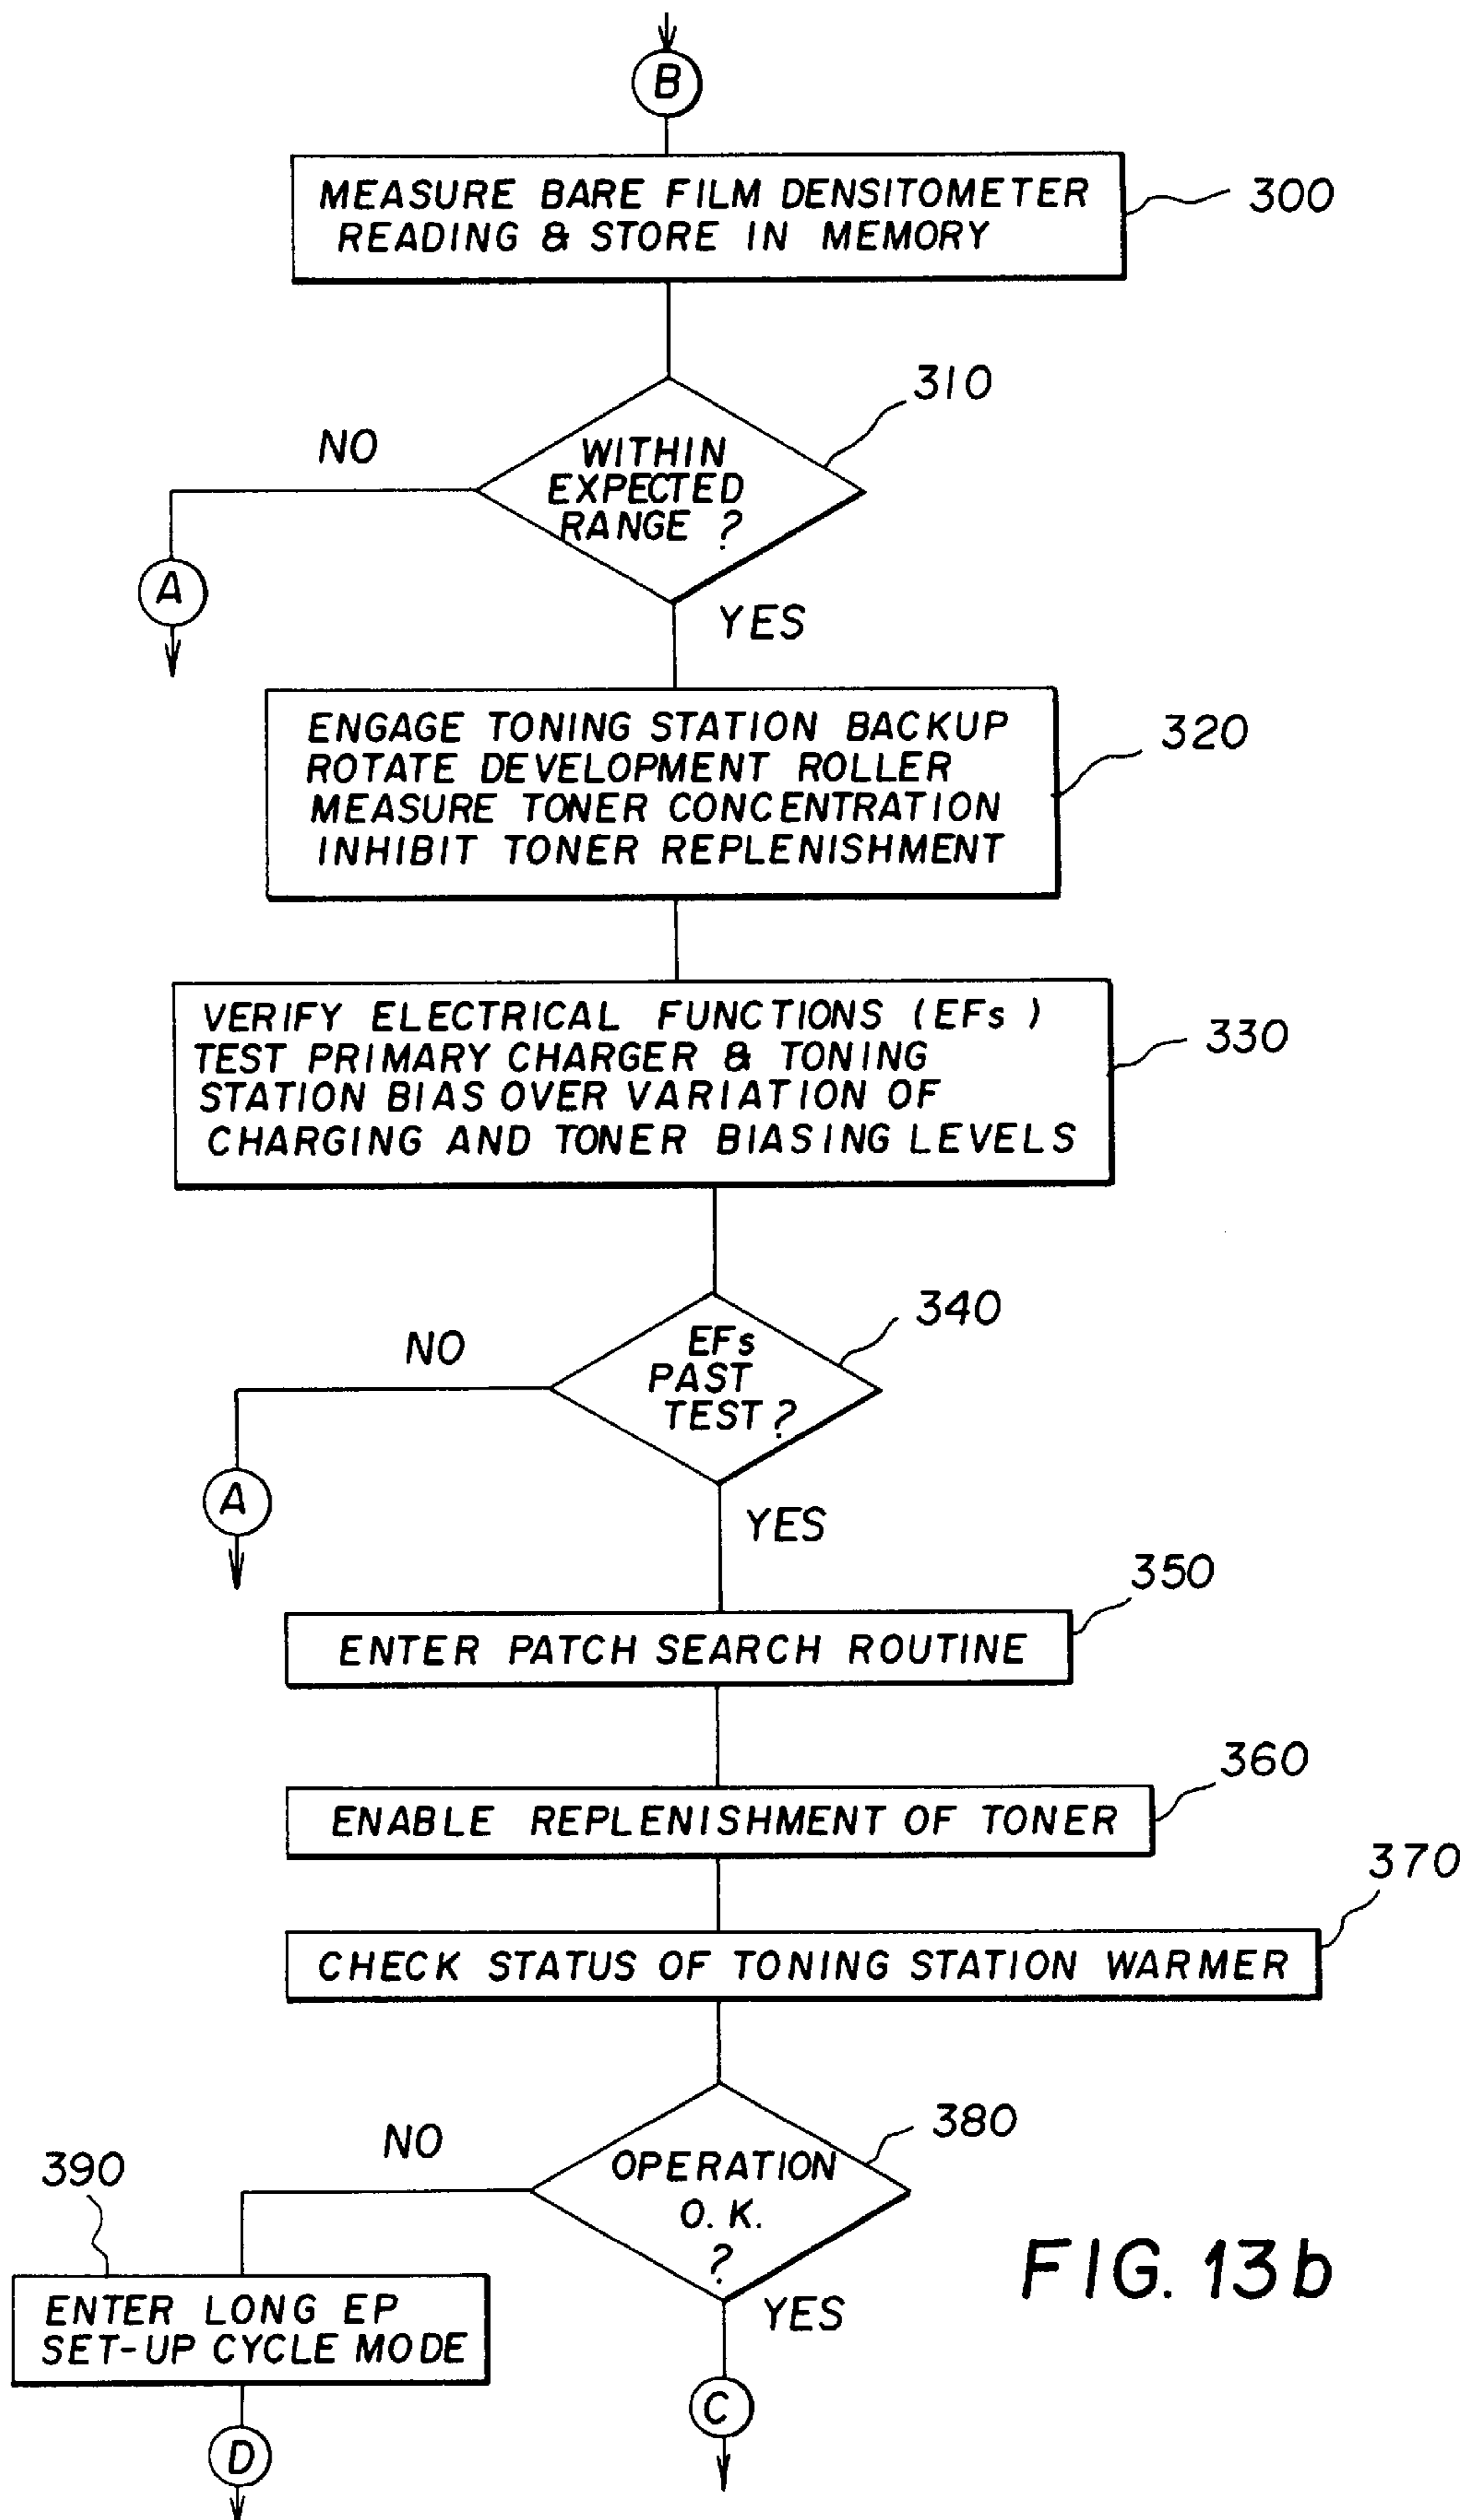 B
MEASURE BARE FILM DENSITOMETER
READING & STORE IN MEMORY
300
310
NO
WITHIN
EXPECTED
RANGE ?
A
YES
ENGAGE TONING STATION BACKUP
ROTATE DEVELOPMENT ROLLER
MEASURE TONER CONCENTRATION
INHIBIT TONER REPLENISHMENT
320
VERIFY ELECTRICAL FUNCTIONS (EFs )
TEST PRIMARY CHARGER & TONING
STATION BIAS OVER VARIATION OF
CHARGING AND TONER BIASING LEVELS
330
340
NO
EFs
PAST
TEST ?
A
YES
350
ENTER PATCH SEARCH ROUTINE
360
ENABLE REPLENISHMENT OF TONER
370
CHECK STATUS OF TONING STATION WARMER
380
NO
OPERATION
O. K.
?
390
YES
ENTER LONG EP
SET-UP CYCLE MODE
C
D
FIG. 13b